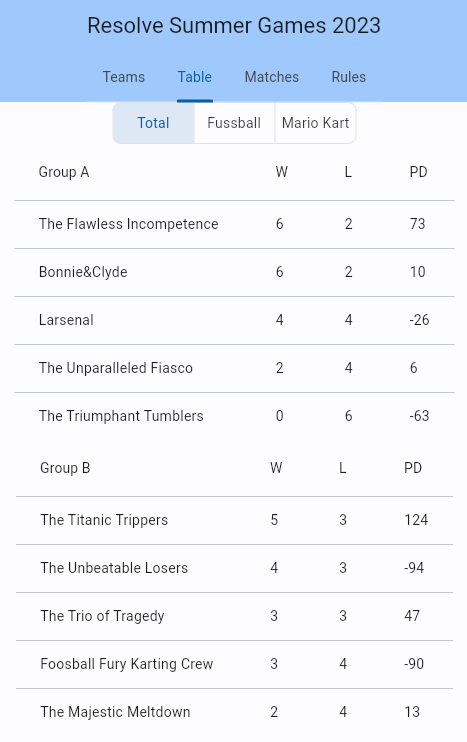 Resolve Summer Games 2023
Teams Table Matches Rules
Total Fussball Mario Kart
Group A W L PD
The Flawless Incompetence 6 2 73
Bonnie&Clyde 6 2 10
Larsenal 4 4 -26
The Unparalleled Fiasco 2 4 6
The Triumphant Tumblers 0 6 -63
Group B W L PD
The Titanic Trippers 5 3 124
The Unbeatable Losers 4 3 -94
The Trio of Tragedy 3 3 47
Foosball Fury Karting Crew 3 4 -90
The Majestic Meltdown 2 4 13